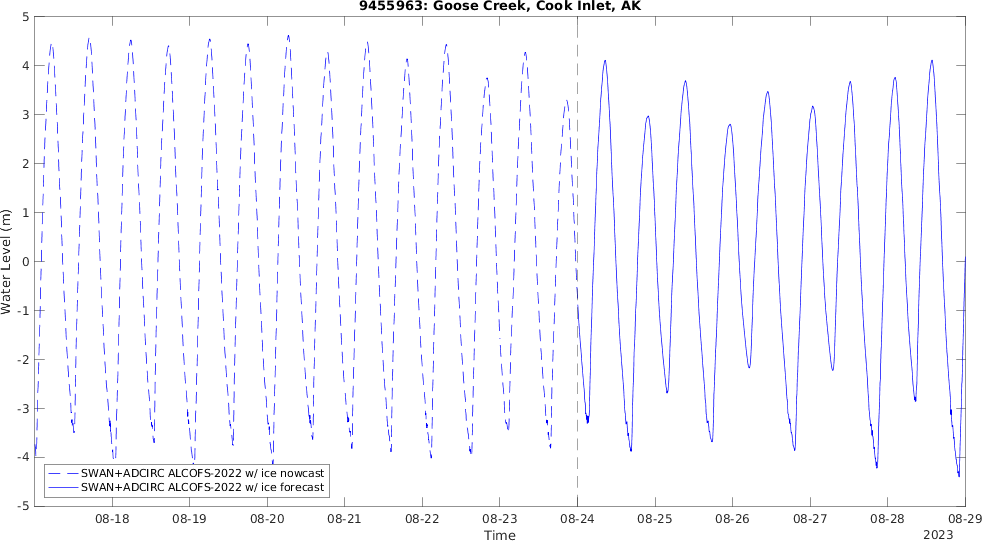 9455963: Goose Creek, Cook Inlet, AK
5
4
3
2
1
0
-1
-2
-3
-4
-5
Water Level (m)
SWAN+ADCIRC ALCOFS-2022 w/ ice nowcast
SWAN+ADCIRC ALCOFS-2022 w/ ice forecast
08-18 08-19 08-20 08-21 08-22 08-23 08-24 08-25 08-26 08-27 08-28 08-29
Time
2023